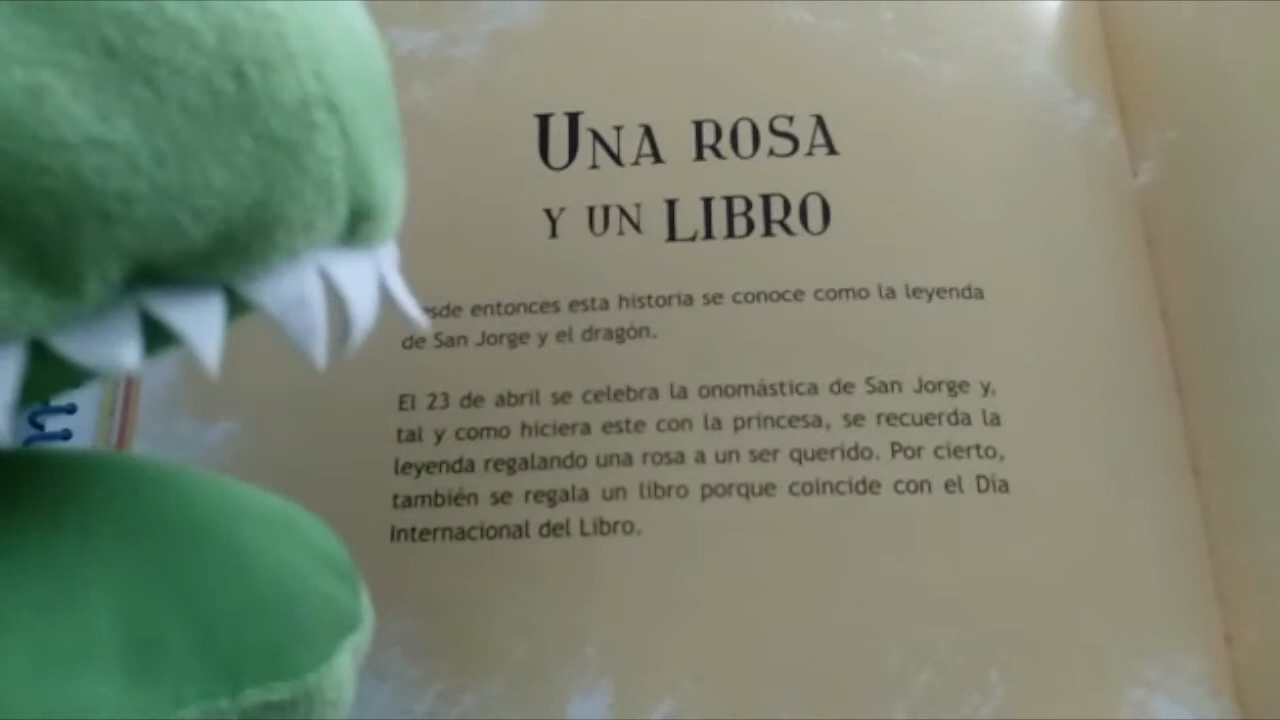 UNA ROSA
Y UN LIBRO
esde entonces esta historia se conoce como la leyenda
de San Jorge y el dragón.
El 23 de abril se celebra la onomástica de San Jorge y,
tal y como hiciera este con la princesa, se recuerda la
leyenda regalando una rosa a un ser querido. Por cierto,
también se regala un libro porque coincide con el Día
Internacional del Libro.